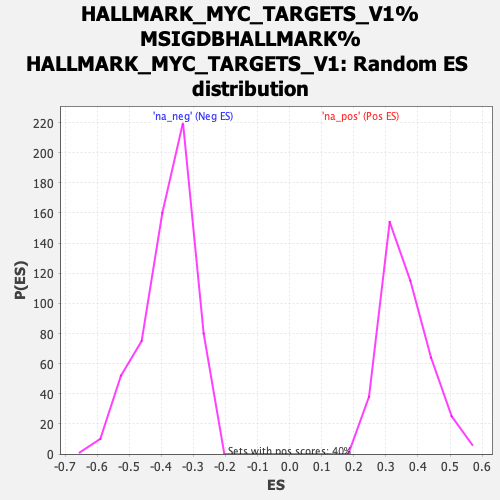 HALLMARK_MYC_TARGETS_V1%
MSIGDBHALLMARK%
HALLMARK_MYC_TARGETS_V1: Random ES
distribution
'na_neg' (Neg ES)
'na_pos' (Pos ES)
220
200
180
160
140
120
100
80
60
40
20
0
P(ES)
Sets with pos scores: 40%
-0.7 -0.6 -0.5 -0.4 -0.3 -0.2 -0.1 0.0 0.1 0.2 0.3 0.4 0.5 0.6
ES